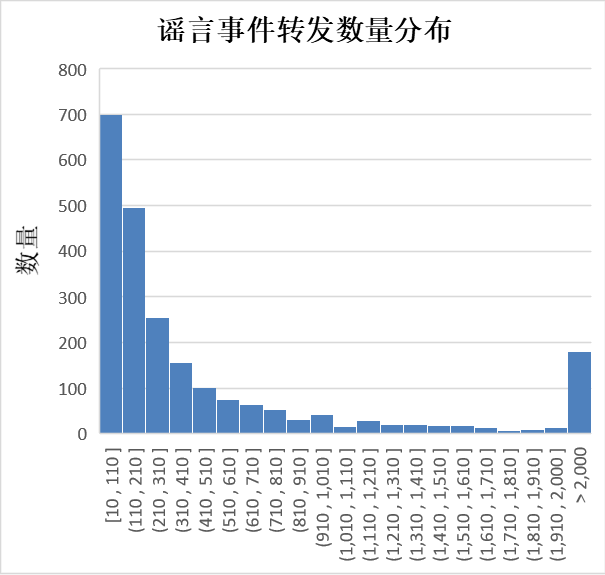 谣言事件转发数量分布
数量
800
700
600
500
400
300
200
100
0
[10 , 110]
(110 , 210]
(210 , 310]
(310 , 410]
(410 , 510]
(510 , 610]
(610 , 710]
(710 , 810]
(810 , 910]
(910 , 1,010]
(1,010 , 1,110]
(1,110 , 1,210]
(1,210 , 1,310]
(1,310 , 1,410]
(1,410 , 1,510]
(1,510 , 1,610]
(1,610 , 1,710]
(1,710 , 1,810]
(1,810 , 1,910]
(1,910 , 2,000]
> 2,000